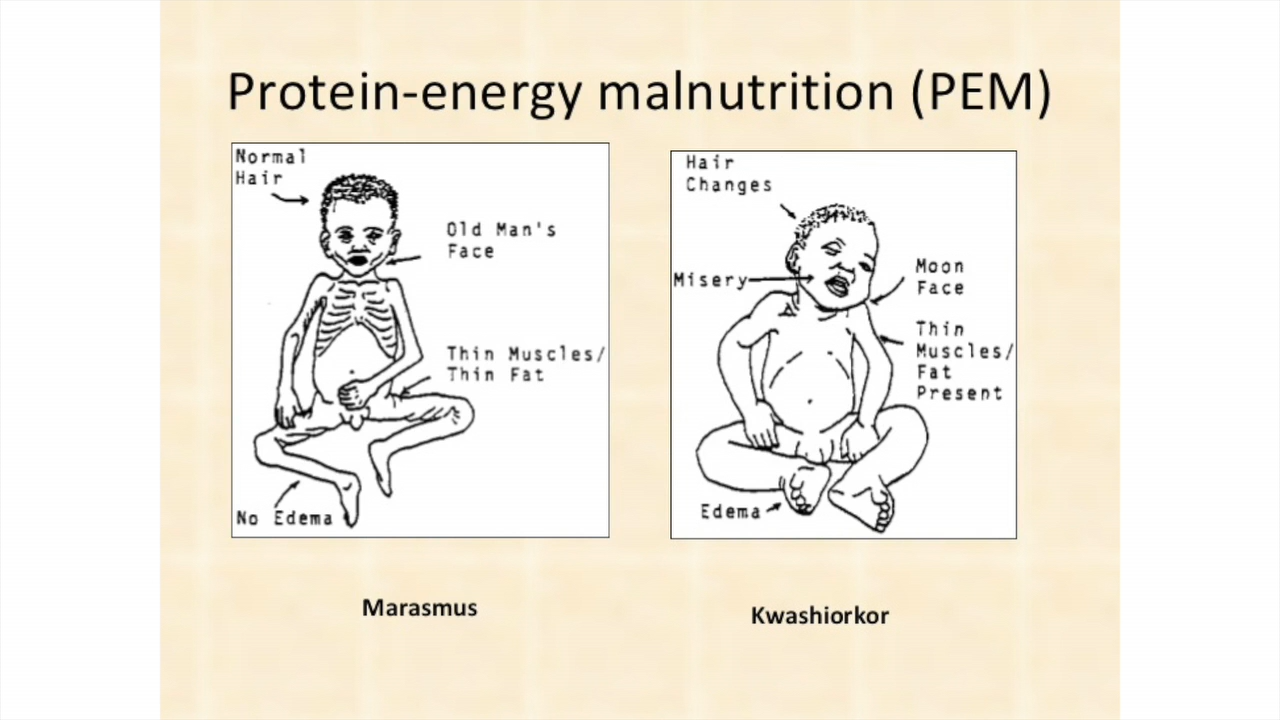 Protein-energy malnutrition (PEM)
Normal
Hair
Old Man's
Face
Thin Muscles/
Thin Fat
No Edema
Marasmus
Hair
Changes
Misery
Moon
Face
Thin
Muscles/
Fat
Present
Edema
Kwashiorkor